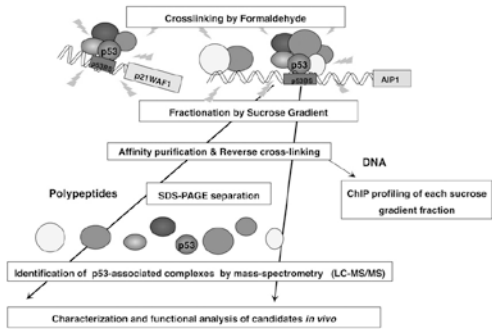 Crosslinking by Formaldehyde
p53
p53
p53BS
p21WAF1
p53BS
AIP1
Fractionation by Sucrose Gradient
Affinity purification & Reverse cross-linking
DNA
Polypeptides
SDS-PAGE separation
ChIP profiling of each sucrose
gradient fraction
p53
Identification of p53-associated complexes by mass-spectrometry (LC-MS/MS)
Characterization and functional analysis of candidates in vivo